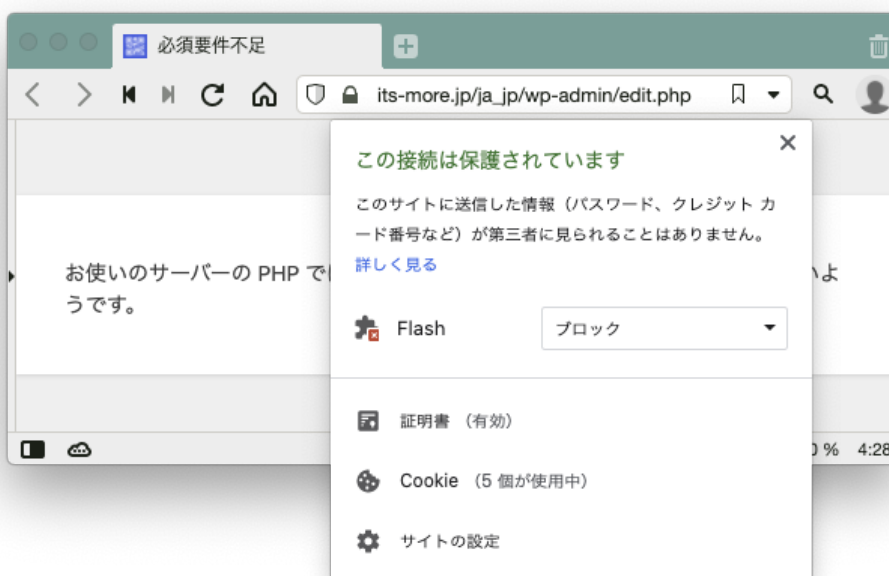 必須要件不足
its-more.jp/ja_jp/wp-admin/edit.php
この接続は保護されています
このサイトに送信した情報（パスワード、クレジット カ
ード番号など）が第三者に見られることはありません。
詳しく見る
お使いのサーバーの PHP で
いよ
うです。
Flash
ブロック
証明書 （有効）
Cookie （5 個が使用中）
サイトの設定
% 4:28